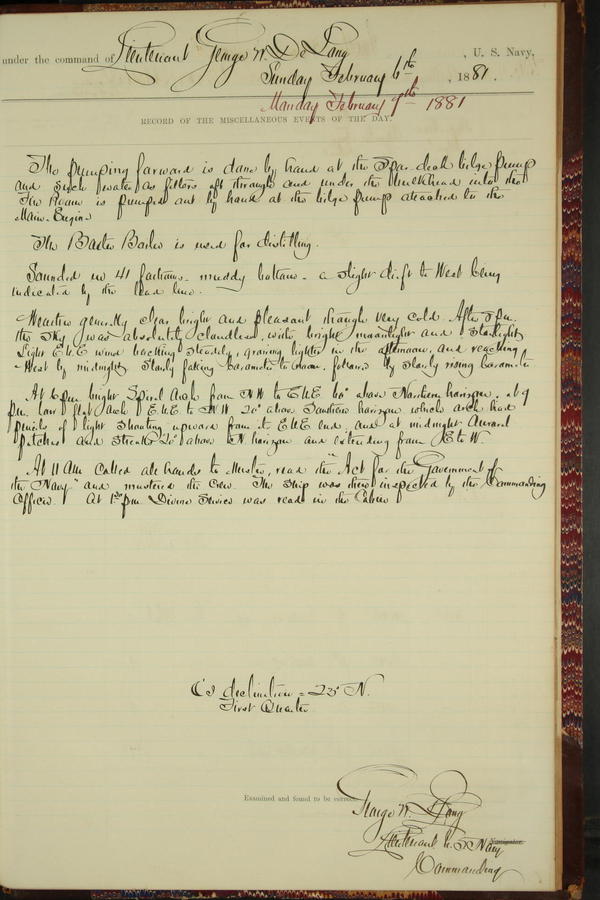 under the command of Lieutenant George W. De Long, U. S. Navy,
Sunday February 6th, 1881.
Monday February 7th 1881
RECORD OF THE MISCELLANEOUS EVENTS OF THE DAY.
The pumping forward is done by hand at the Spar-deck bilge pump
and such water as filters aft through and under the bulkhead into the
Fire Room is pumped out by hand at the bilge pump attached to the
Main Engine
The Baxter Boiler is used for distilling.
Sounded in 41 fathoms - muddy bottom - a slight drift to West being
indicated by the lead line.
Weather generally clear bright and pleasant though very cold. After 3 pm.
the sky was absolutely cloudless, with bright moonlight and starlight
Light ENE wind backing steadily, growing lighter in the afternoon, and reaching
West by midnight. Slowly falling barometer to noon, followed by slowly rising barometer.
At 6 pm bright Spiral Arch from NW to ENE 60° above Northern horizon. at 9
pm. low flat Arch ENE to NW 20° above Southern horizon which arch had
pencils of light shooting upward from its ENE end, and at midnight Auroral
patches and streaks 20° above N horizon and extending from E to W.
At 11 AM called all hands to Muster, read the "Act for the Government of
the Navy" and mustered the crew. The ship was then inspected by the Commanding
Officer. At pm Divine Service was read in the Cabin
declination = 23° N.
First Quarter.
Examined and found to be correct.
George W. De Long
Lieutenant U.S. Navy
Navigator.
Commanding